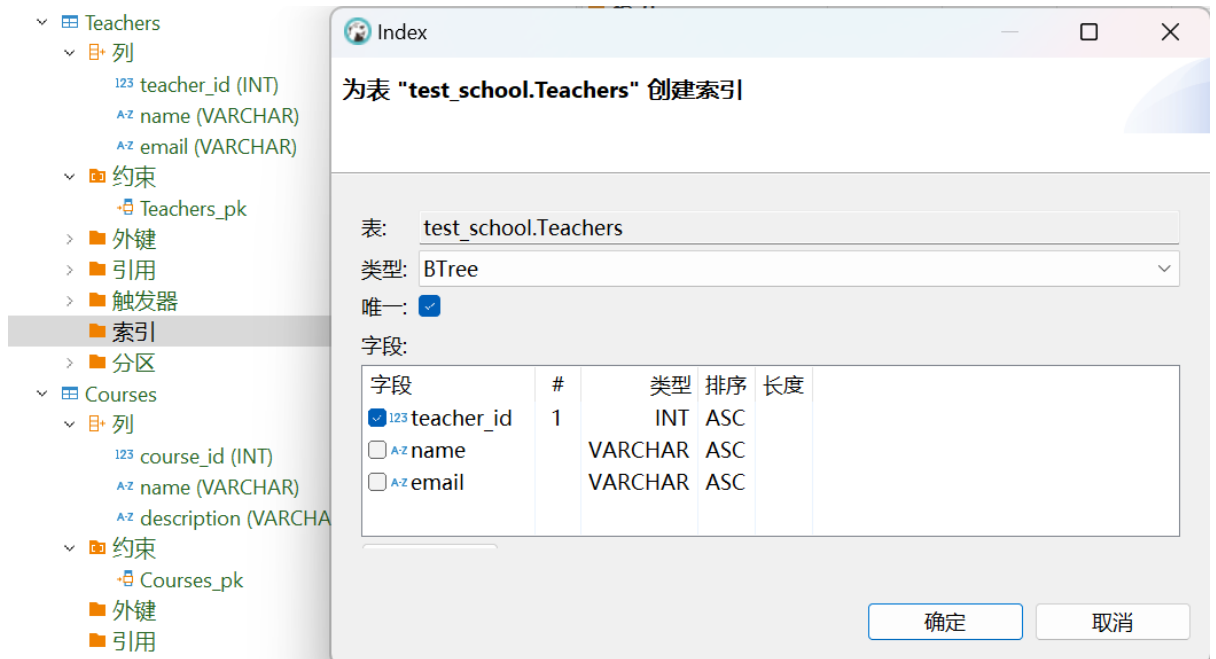 Teachers
列
123 teacher_id (INT)
A-Z name (VARCHAR)
A-Z email (VARCHAR)
约束
Teachers_pk
外键
引用
触发器
索引
分区
Courses
列
123 course_id (INT)
A-Z name (VARCHAR)
A-Z description (VARCHA
约束
Courses_pk
外键
引用
Index
为表 "test_school.Teachers" 创建索引
表: test_school.Teachers
类型: BTree
唯一:
字段:
字段 # 类型 排序 长度
123 teacher_id 1 INT ASC
A-Z name VARCHAR ASC
A-Z email VARCHAR ASC
确定 取消